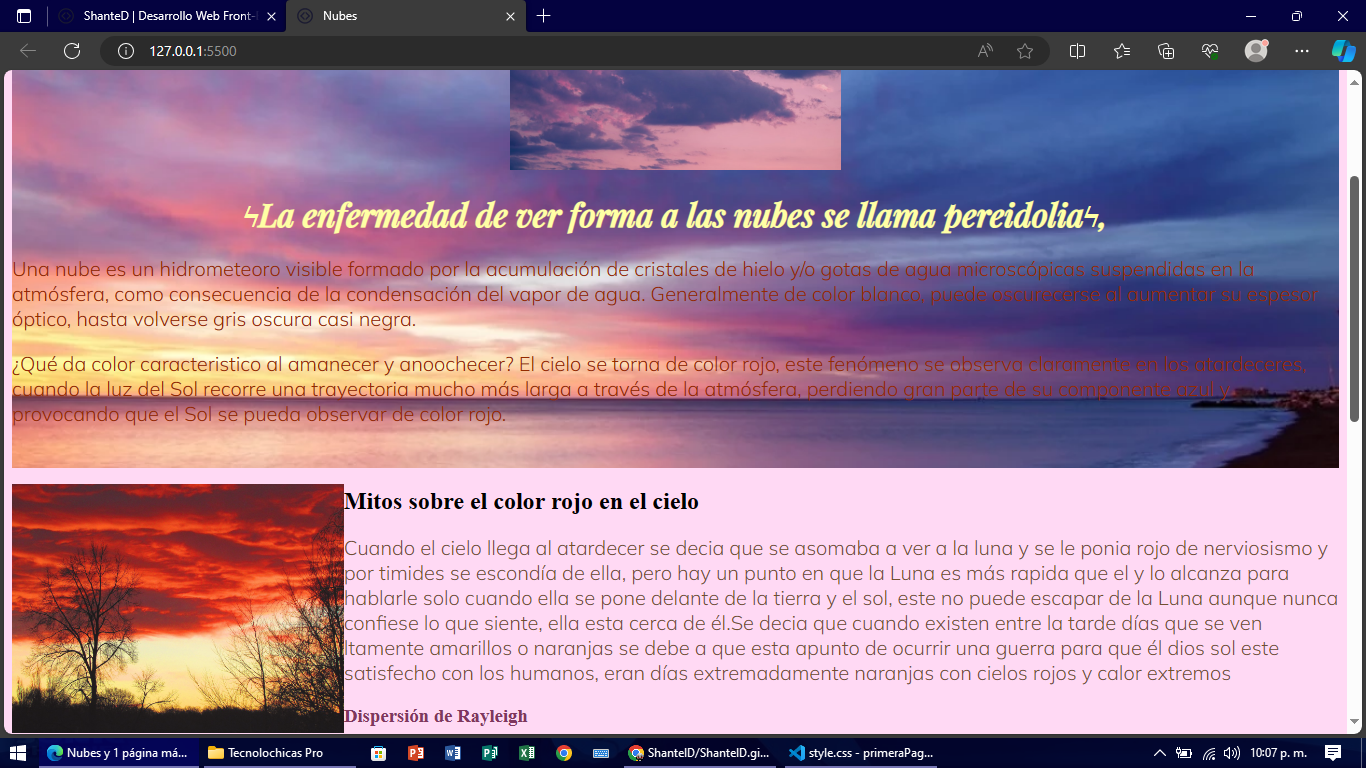 ShanteD | Desarrollo Web Front-
Nubes
127.0.0.1:5500
ϟLa enfermedad de ver forma a las nubes se llama pereidoliaϟ,
Una nube es un hidrometeoro visible formado por la acumulación de cristales de hielo y/o gotas de agua microscópicas suspendidas en la
atmósfera, como consecuencia de la condensación del vapor de agua. Generalmente de color blanco, puede oscurecerse al aumentar su espesor
óptico, hasta volverse gris oscura casi negra.
¿Qué da color caracteristico al amanecer y anoochecer? El cielo se torna de color rojo, este fenómeno se observa claramente en los atardeceres,
cuando la luz del Sol recorre una trayectoria mucho más larga a través de la atmósfera, perdiendo gran parte de su componente azul y
provocando que el Sol se pueda observar de color rojo.
Mitos sobre el color rojo en el cielo
Cuando el cielo llega al atardecer se decia que se asomaba a ver a la luna y se le ponia rojo de nerviosismo y
por timides se escondía de ella, pero hay un punto en que la Luna es más rapida que el y lo alcanza para
hablarle solo cuando ella se pone delante de la tierra y el sol, este no puede escapar de la Luna aunque nunca
confiese lo que siente, ella esta cerca de él.Se decia que cuando existen entre la tarde días que se ven
ltamente amarillos o naranjas se debe a que esta apunto de ocurrir una guerra para que él dios sol este
satisfecho con los humanos, eran días extremadamente naranjas con cielos rojos y calor extremos
Dispersión de Rayleigh
Nubes y 1 página má...
Tecnolochicas Pro
ShantelD/ShantelD.gi...
style.css - primeraPag...
10:07 p. m.